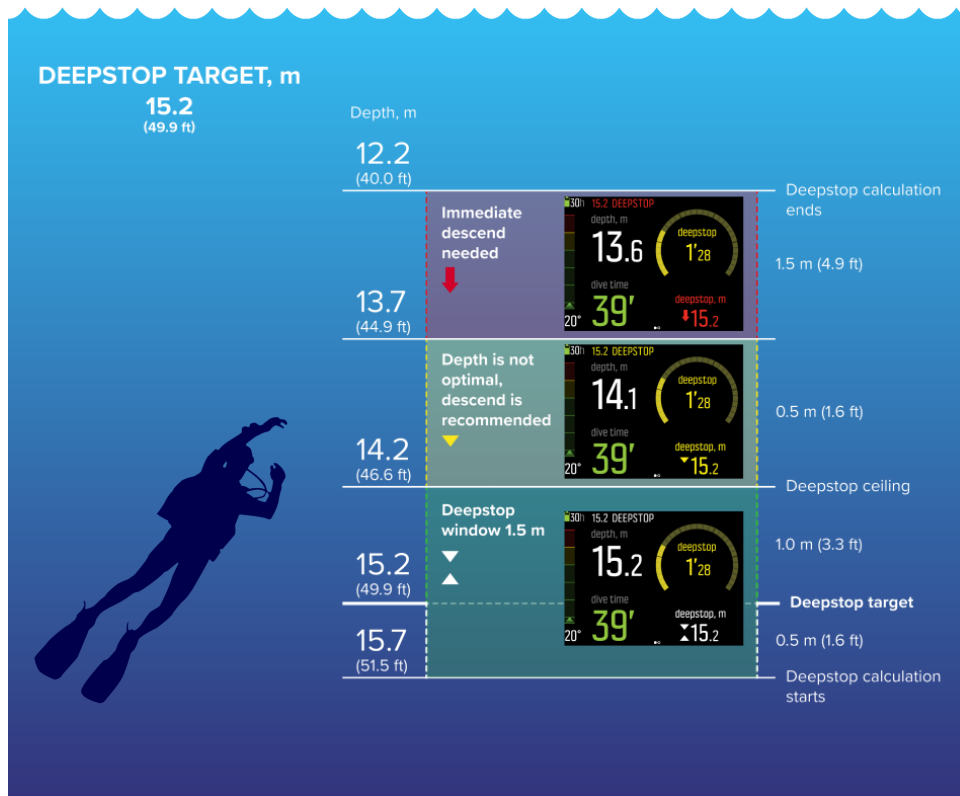 DEEPSTOP TARGET, m
15.2
(49.9 ft)
Depth, m
12.2
(40.0 ft)
Deepstop calculation
ends
Immediate
descend
needed
30h 15.2 DEEPSTOP
depth, m
13.6
deepstop
1'28
dive time
39'
deepstop, m
15.2
20°
1.5 m (4.9 ft)
13.7
(44.9 ft)
Depth is not
optimal,
descend is
recommended
30h 15.2 DEEPSTOP
depth, m
14.1
deepstop
1'28
dive time
39'
deepstop, m
15.2
20°
0.5 m (1.6 ft)
14.2
(46.6 ft)
Deepstop ceiling
Deepstop
window 1.5 m
30h 15.2 DEEPSTOP
depth, m
15.2
deepstop
1'28
dive time
39'
deepstop, m
15.2
20°
1.0 m (3.3 ft)
15.2
(49.9 ft)
Deepstop target
15.7
(51.5 ft)
0.5 m (1.6 ft)
Deepstop calculation
starts